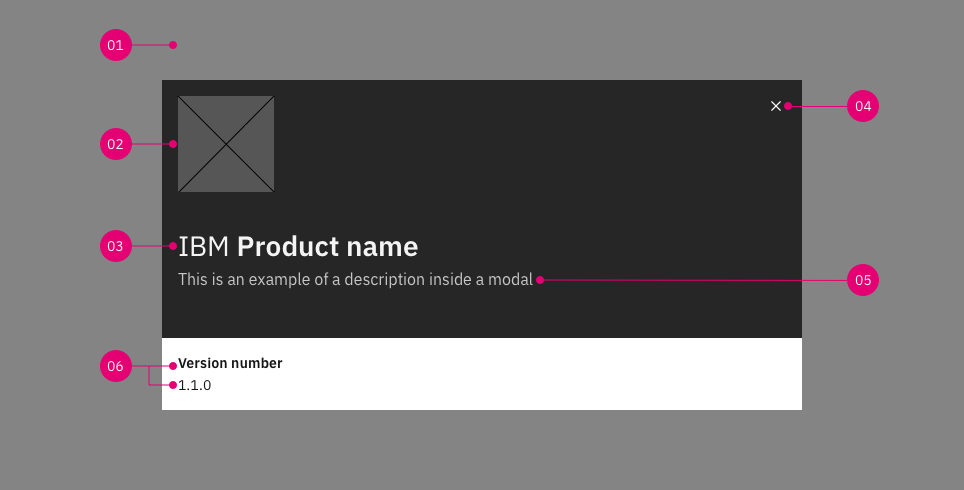 01
04
02
03
IBM Product name
This is an example of a description inside a modal
05
06
Version number
1.1.0